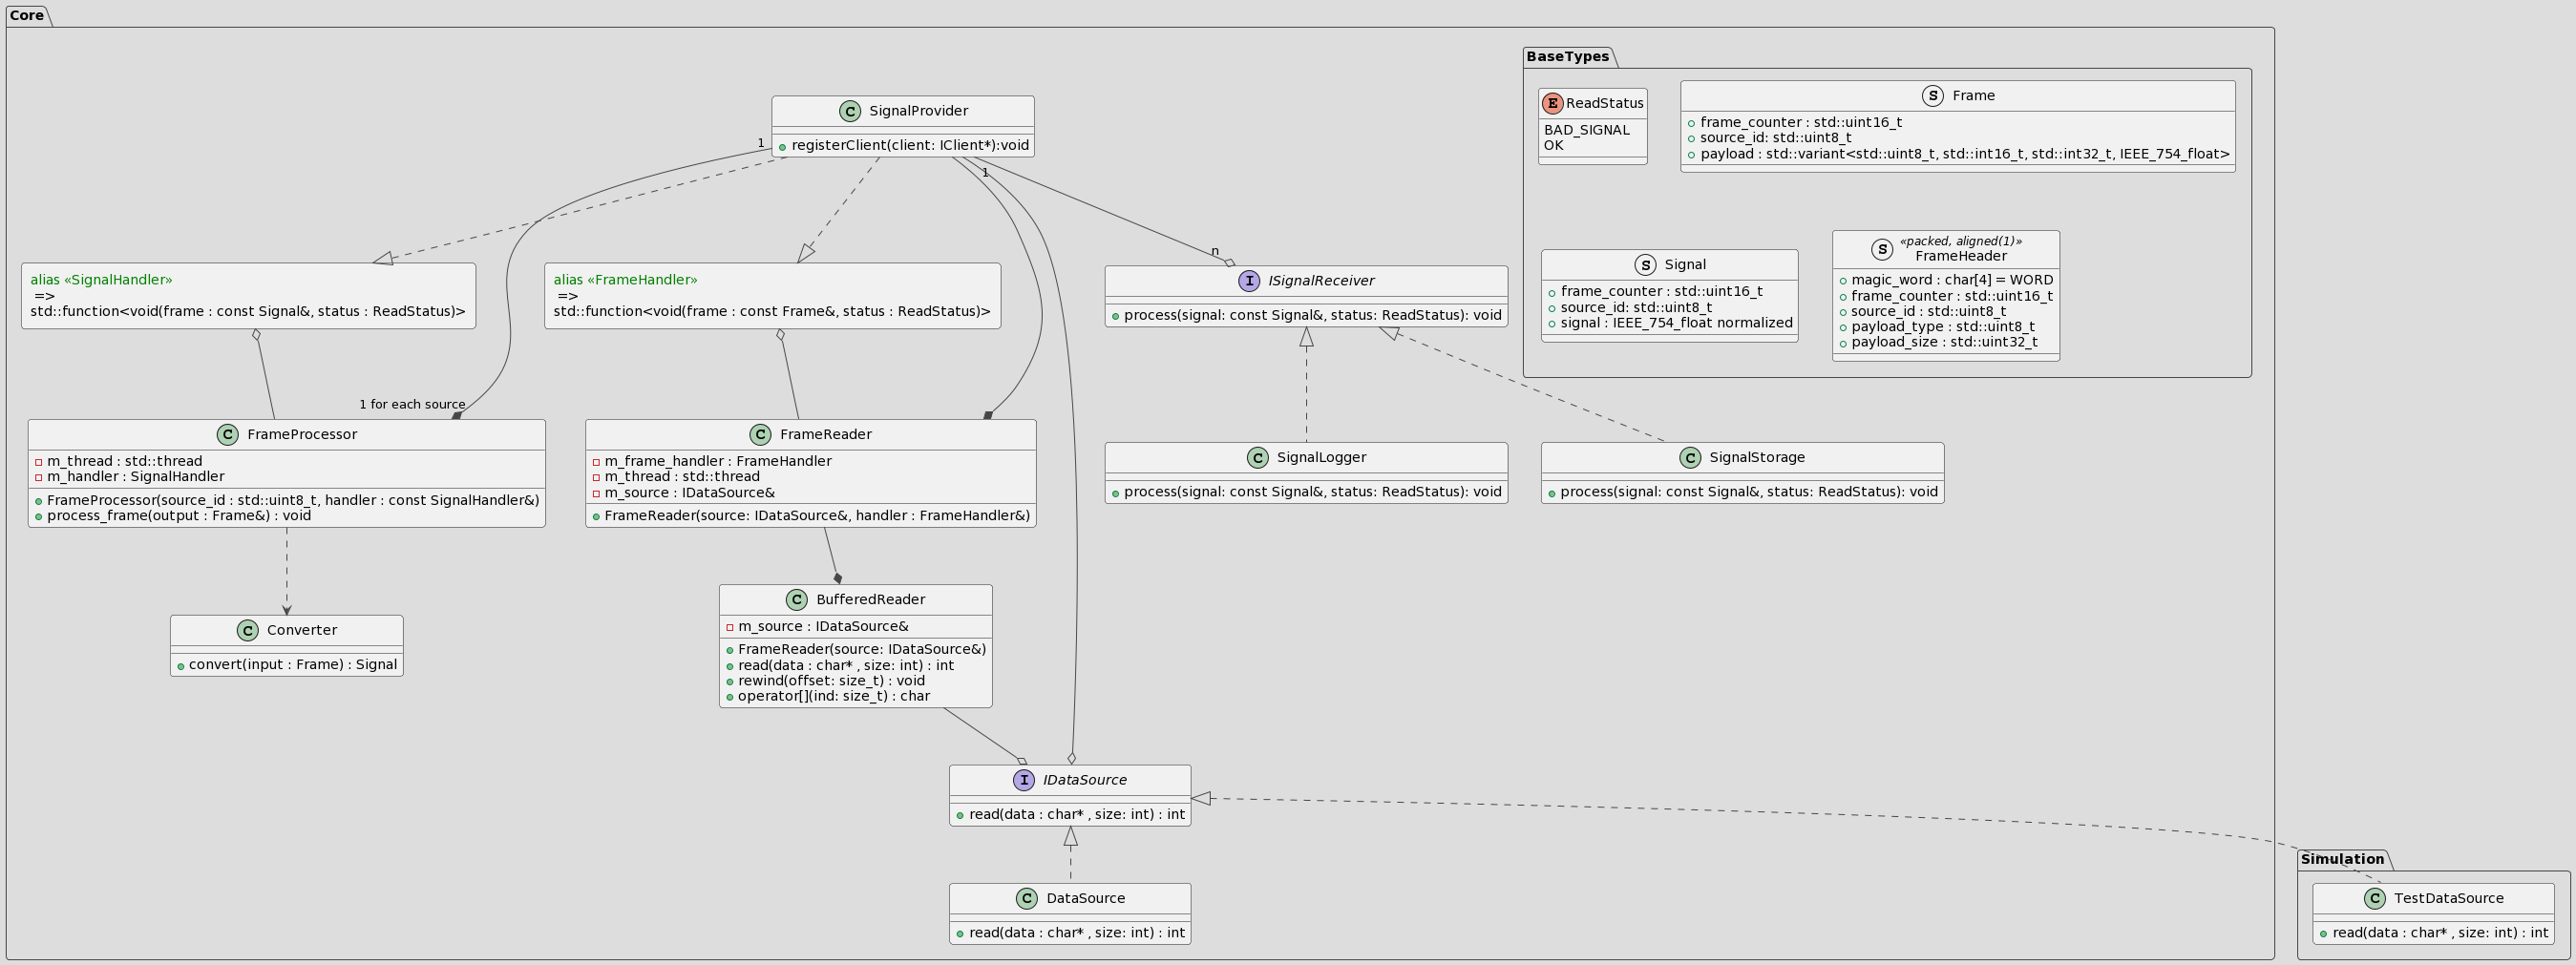 Core
BaseTypes
E ReadStatus
BAD_SIGNAL
OK
S Frame
frame_counter : std::uint16_t
source_id: std::uint8_t
payload : std::variant<std::uint8_t, std::int16_t, std::int32_t, IEEE_754_float>
C SignalProvider
registerClient(client: IClient*):void
1
1
n
S Signal
frame_counter : std::uint16_t
source_id: std::uint8_t
signal : IEEE_754_float normalized
S «packed, aligned(1)»
FrameHeader
magic_word : char[4] = WORD
frame_counter : std::uint16_t
source_id : std::uint8_t
payload_type : std::uint8_t
payload_size : std::uint32_t
alias «SignalHandler»
=>
std::function<void(frame : const Signal&, status : ReadStatus)>
alias «FrameHandler»
=>
std::function<void(frame : const Frame&, status : ReadStatus)>
I ISignalReceiver
process(signal: const Signal&, status: ReadStatus): void
1 for each source
C FrameProcessor
m_thread : std::thread
m_handler : SignalHandler
FrameProcessor(source_id : std::uint8_t, handler : const SignalHandler&)
process_frame(output : Frame&) : void
C FrameReader
m_frame_handler : FrameHandler
m_thread : std::thread
m_source : IDataSource&
FrameReader(source: IDataSource&, handler : FrameHandler&)
C SignalLogger
process(signal: const Signal&, status: ReadStatus): void
C SignalStorage
process(signal: const Signal&, status: ReadStatus): void
C Converter
convert(input : Frame) : Signal
C BufferedReader
m_source : IDataSource&
FrameReader(source: IDataSource&)
read(data : char* , size: int) : int
rewind(offset: size_t) : void
operator[](ind: size_t) : char
I IDataSource
read(data : char* , size: int) : int
C DataSource
read(data : char* , size: int) : int
Simulation
C TestDataSource
read(data : char* , size: int) : int